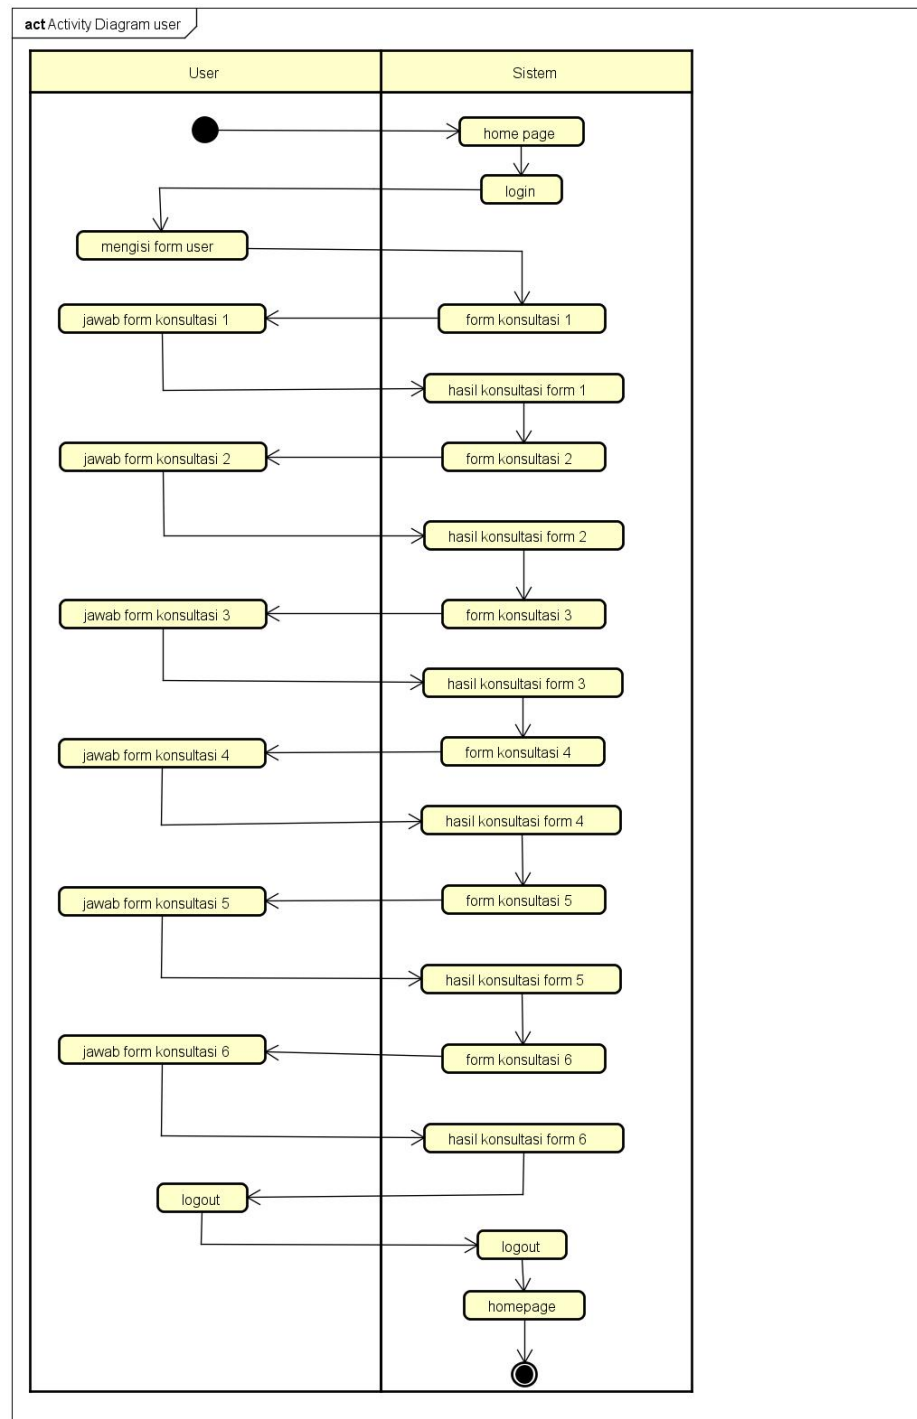 act Activity Diagram user
User
Sistem
home page
login
mengisi form user
jawab form konsultasi 1
form konsultasi 1
hasil konsultasi form 1
jawab form konsultasi 2
form konsultasi 2
hasil konsultasi form 2
jawab form konsultasi 3
form konsultasi 3
hasil konsultasi form 3
jawab form konsultasi 4
form konsultasi 4
hasil konsultasi form 4
jawab form konsultasi 5
form konsultasi 5
hasil konsultasi form 5
jawab form konsultasi 6
form konsultasi 6
hasil konsultasi form 6
logout
logout
homepage